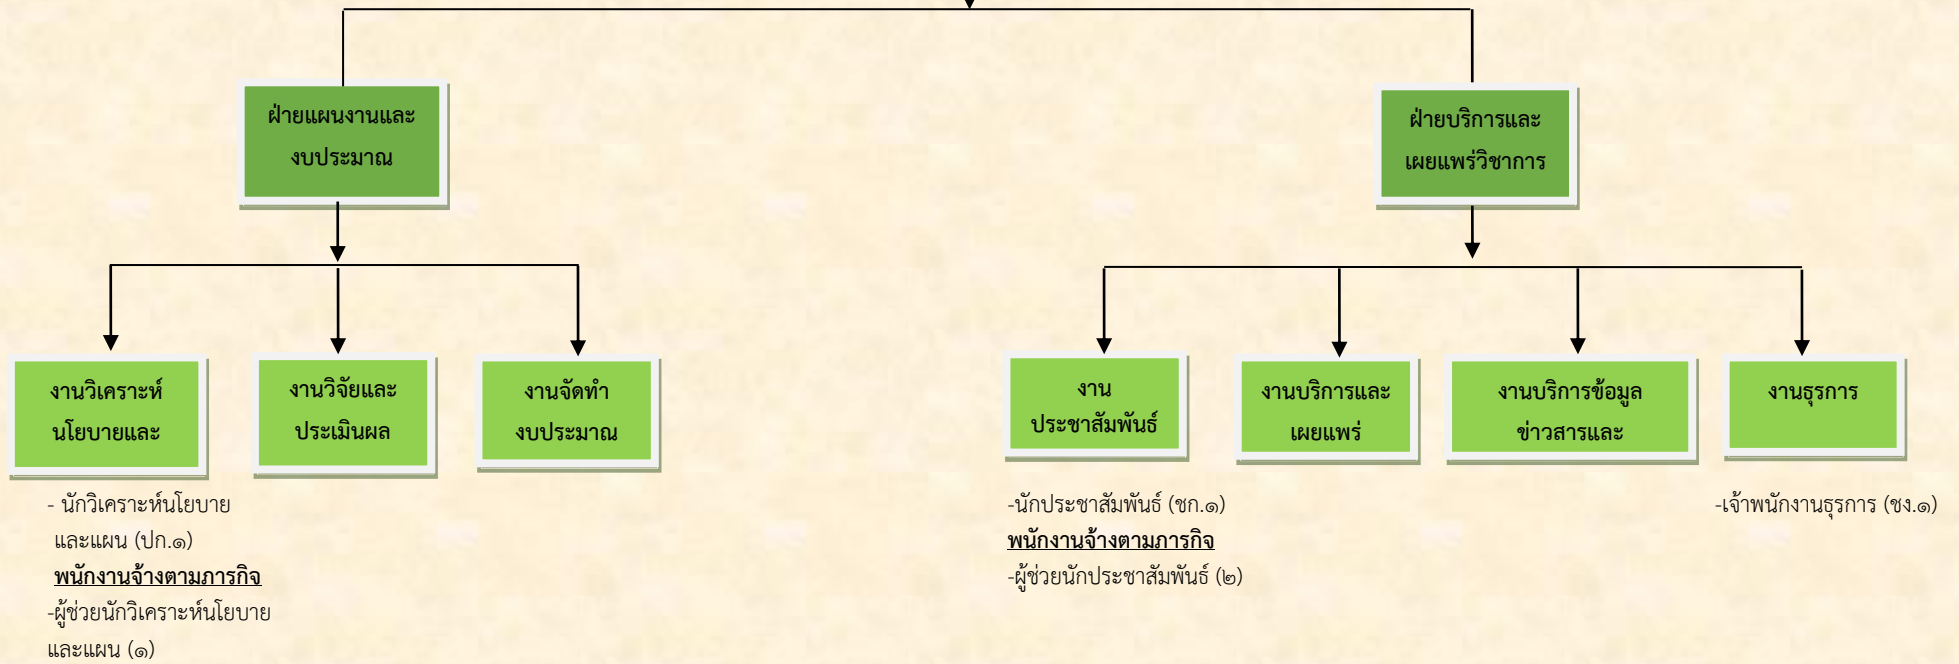 ฝ่ายแผนงานและ
งบประมาณ
ฝ่ายบริการและ
เผยแพร่วิชาการ
งานวิเคราะห์
นโยบายและ
งานวิจัยและ
ประเมินผล
งานจัดทำ
งบประมาณ
งาน
ประชาสัมพันธ์
งานบริการและ
เผยแพร่
งานบริการข้อมูล
ข่าวสารและ
งานธุรการ
- นักวิเคราะห์นโยบาย
และแผน (ปก.๑)
พนักงานจ้างตามภารกิจ
-ผู้ช่วยนักวิเคราะห์นโยบาย
และแผน (๑)
-นักประชาสัมพันธ์ (ชก.๑)
พนักงานจ้างตามภารกิจ
-ผู้ช่วยนักประชาสัมพันธ์ (๒)
-เจ้าพนักงานธุรการ (ชง.๑)